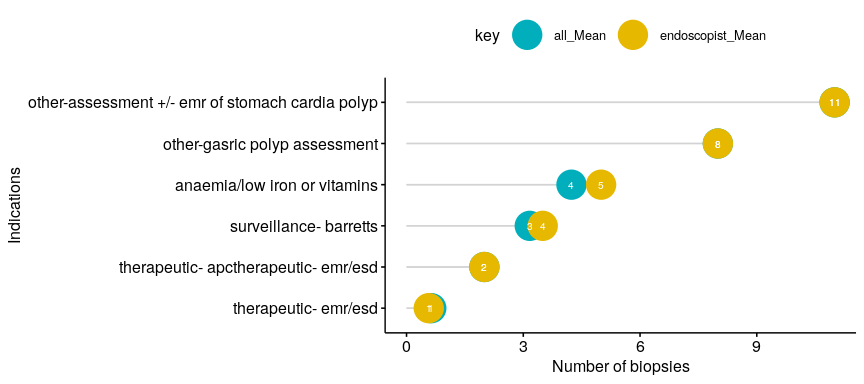 key all_Mean endoscopist_Mean
other-assessment +/- emr of stomach cardia polyp 11
other-gasric polyp assessment 8
anaemia/low iron or vitamins 4 5
surveillance- barretts 3 4
therapeutic- apctherapeutic- emr/esd 2
therapeutic- emr/esd 1
0 3 6 9
Number of biopsies
Indications